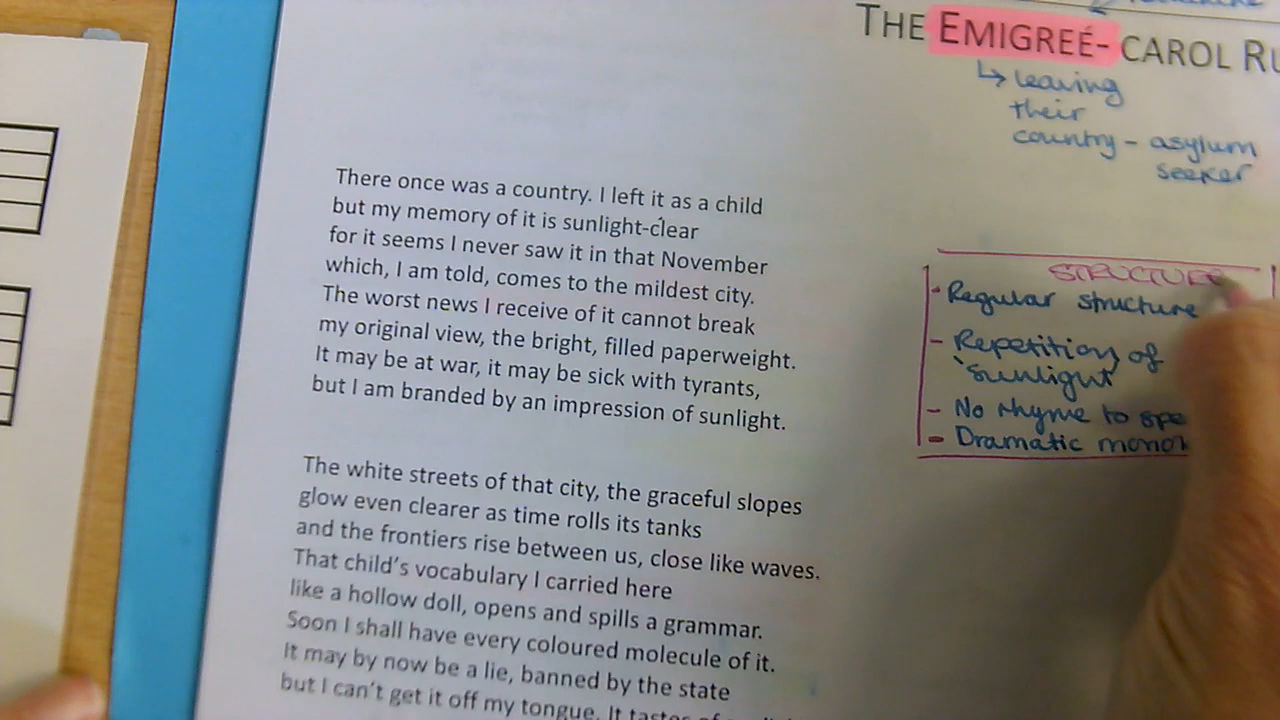 THE EMIGREÉ- CAROL
↳ leaving
their
country - asylum
seeker
There once was a country. I left it as a child
but my memory of it is sunlight-clear
for it seems I never saw it in that November
which, I am told, comes to the mildest city.
The worst news I receive of it cannot break
my original view, the bright, filled paperweight.
It may be at war, it may be sick with tyrants,
but I am branded by an impression of sunlight.
The white streets of that city, the graceful slopes
glow even clearer as time rolls its tanks
and the frontiers rise between us, close like waves.
That child's vocabulary I carried here
like a hollow doll, opens and spills a grammar.
Soon I shall have every coloured molecule of it.
It may by now be a lie, banned by the state
but I can't get it off my tongue. It tastes of
STRUCTURE
- Regular structure
- Repetition of
'sunlight'
- No rhyme to
- Dramatic